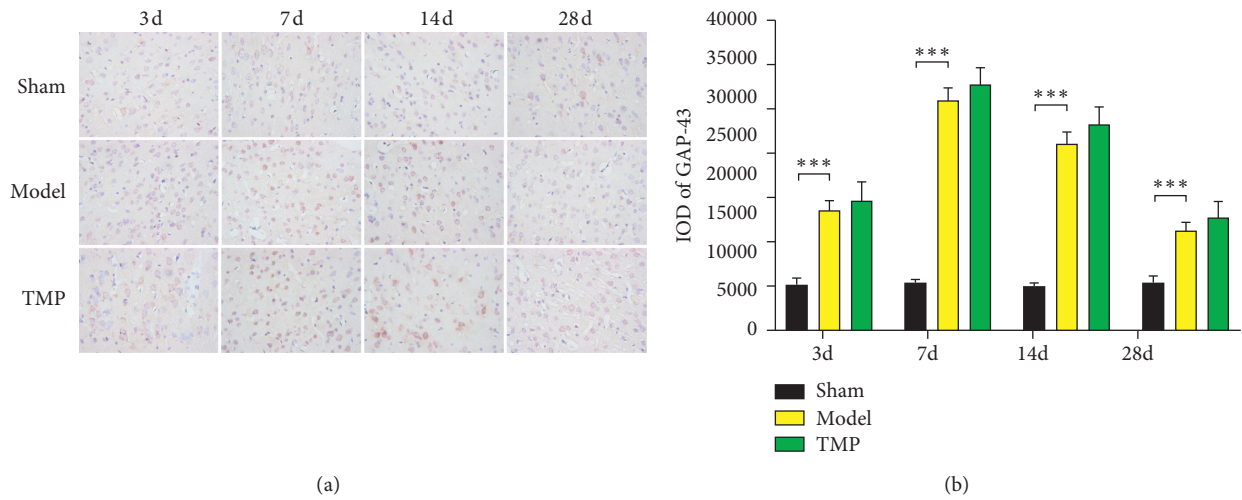 3d 7d 14d 28d
Sham
Model
TMP
(a)
IOD of GAP-43
40000
35000
30000
25000
20000
15000
10000
5000
0
***
***
***
***
3d 7d 14d 28d
Sham
Model
TMP
(b)